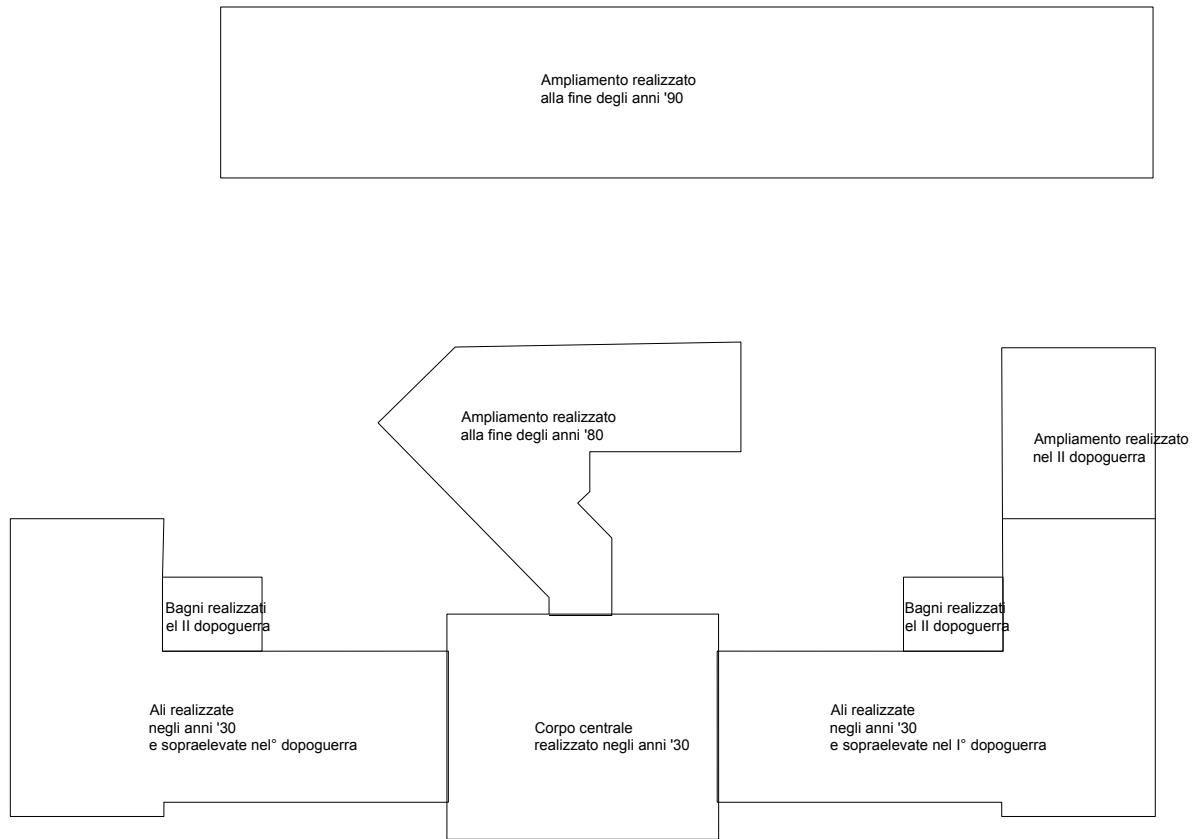 Ampliamento realizzato
alla fine degli anni '90
Ampliamento realizzato
alla fine degli anni '80
Ampliamento realizzato
nel II dopoguerra
Bagni realizzati
el II dopoguerra
Bagni realizzati
el II dopoguerra
Ali realizzate
negli anni '30
e sopraelevate nel° dopoguerra
Corpo centrale
realizzato negli anni '30
Ali realizzate
negli anni '30
e sopraelevate nel I° dopoguerra